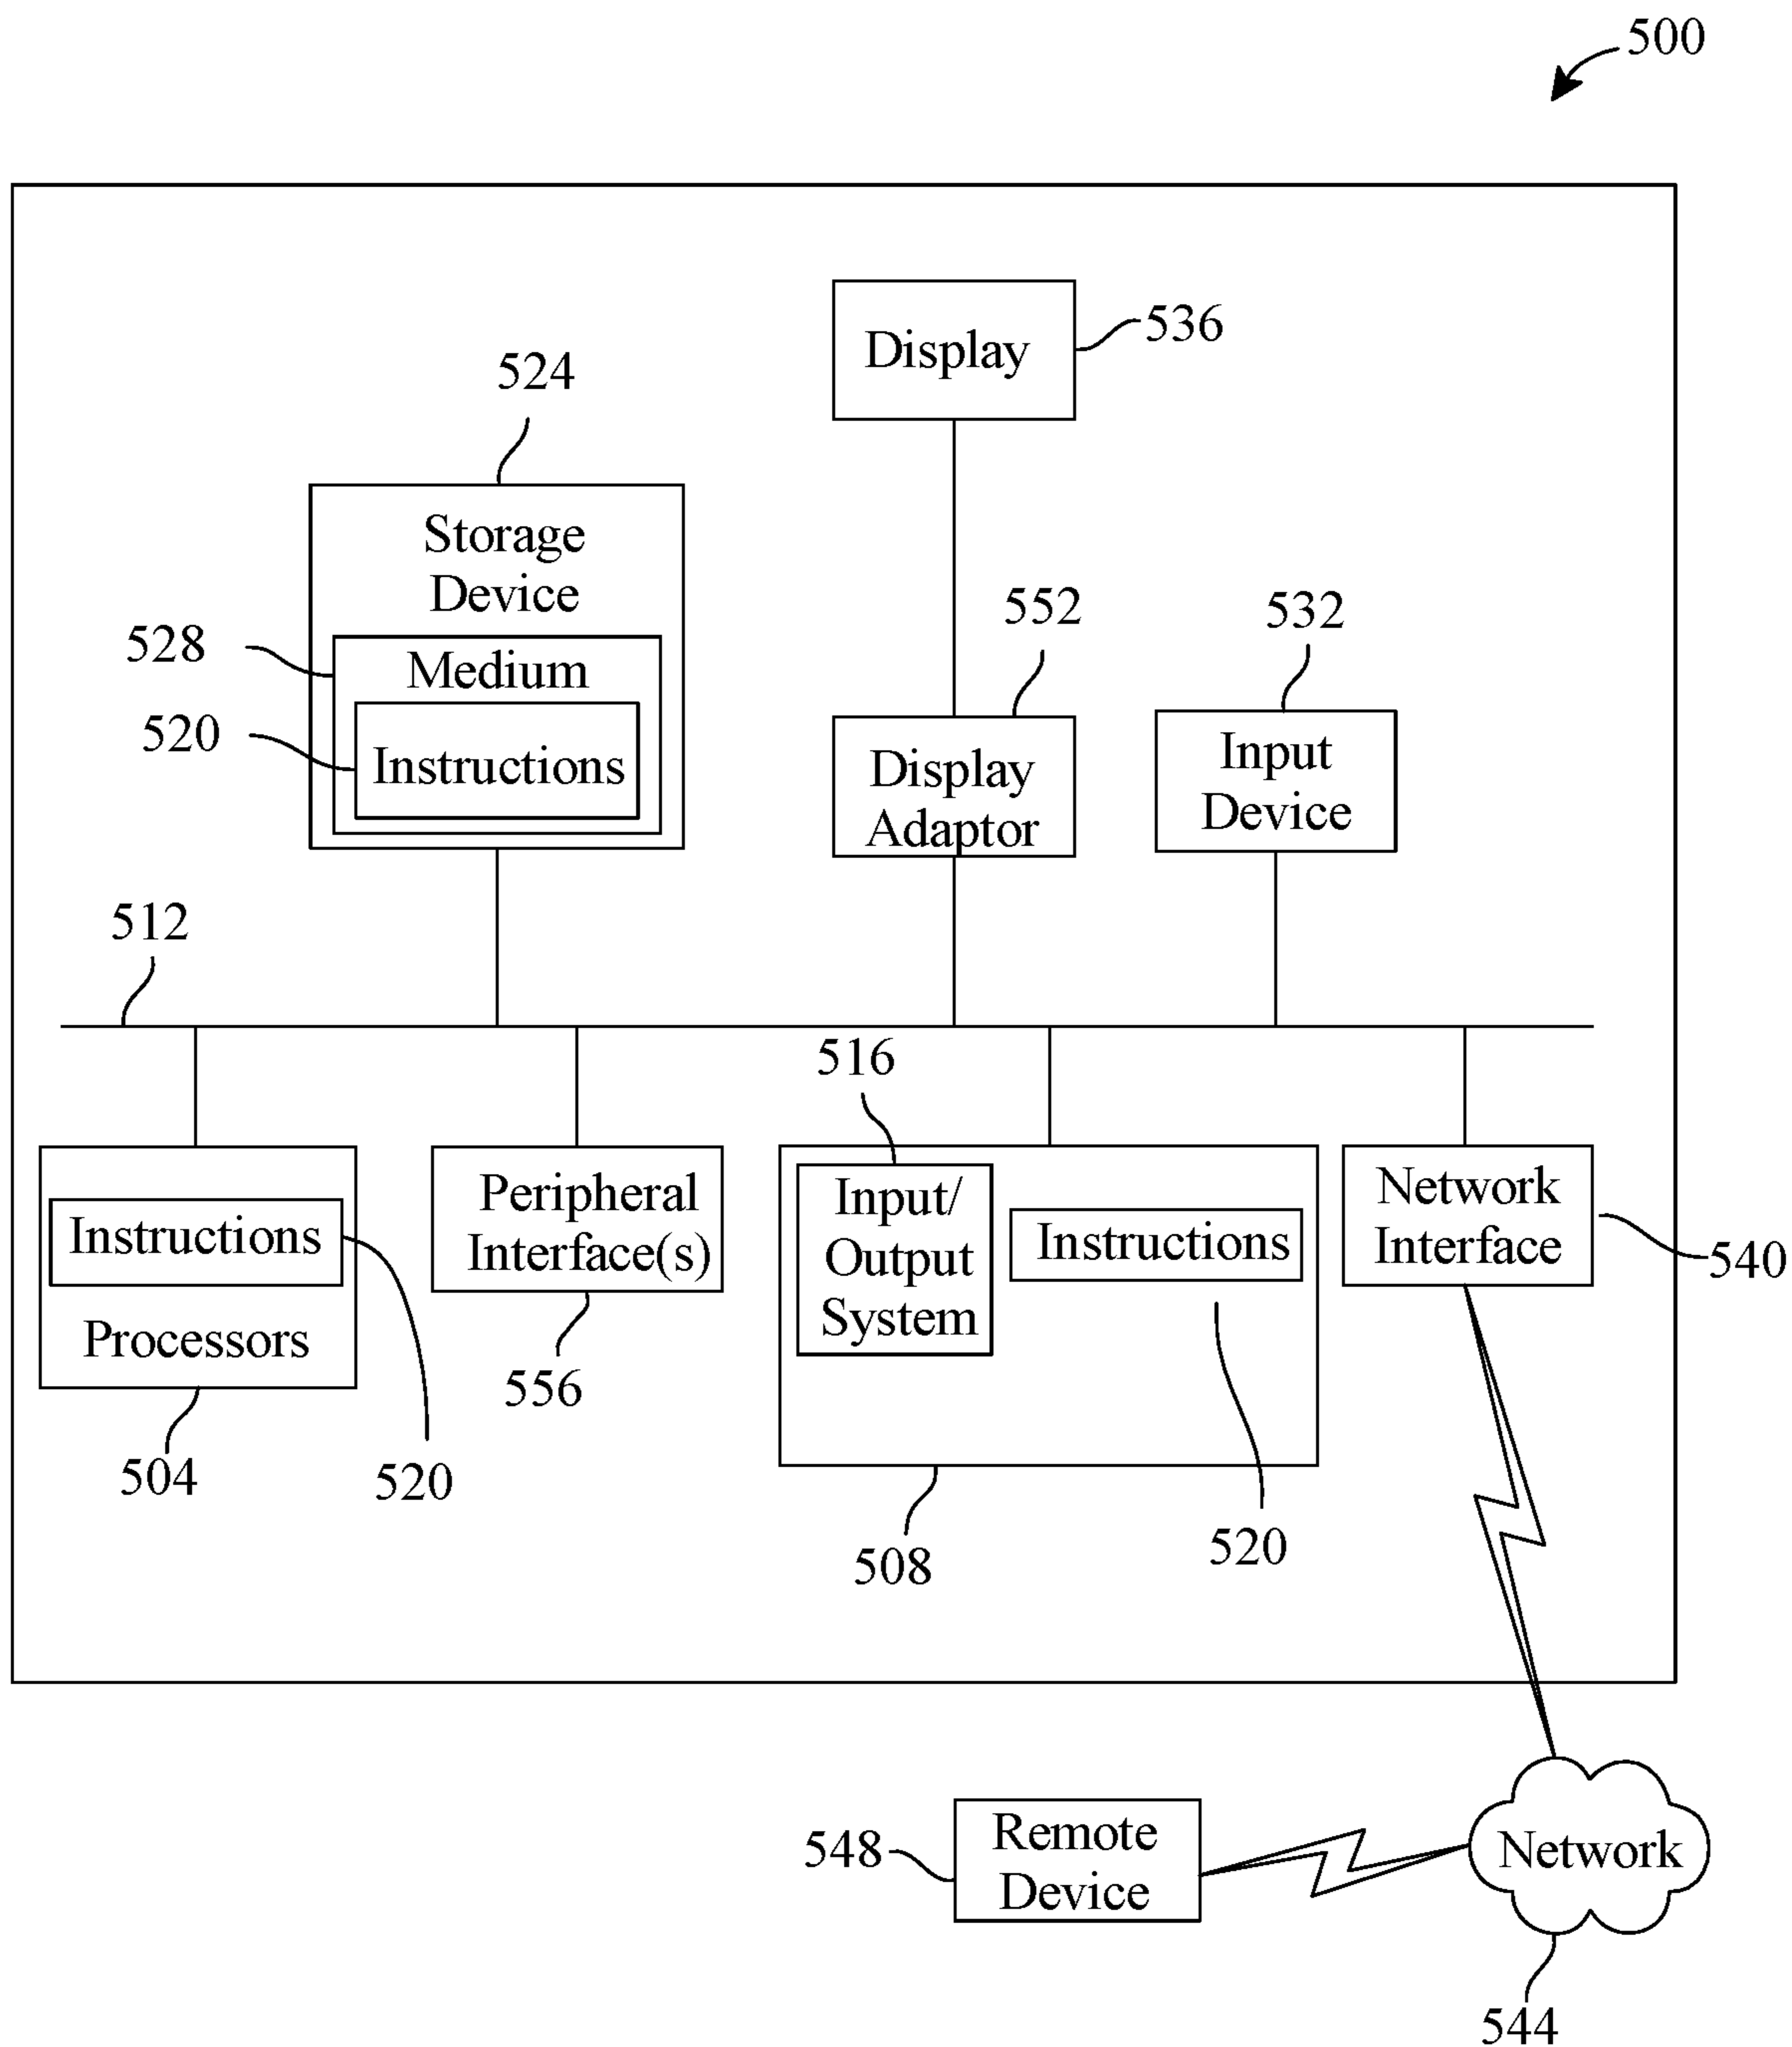 500
Display
536
524
Storage
Device
528
Medium
520
Instructions
552
Display
Adaptor
532
Input
Device
512
516
Instructions
Processors
504
520
Peripheral
Interface(s)
556
Input/
Output
System
Instructions
508
520
Network
Interface
540
548
Remote
Device
Network
544